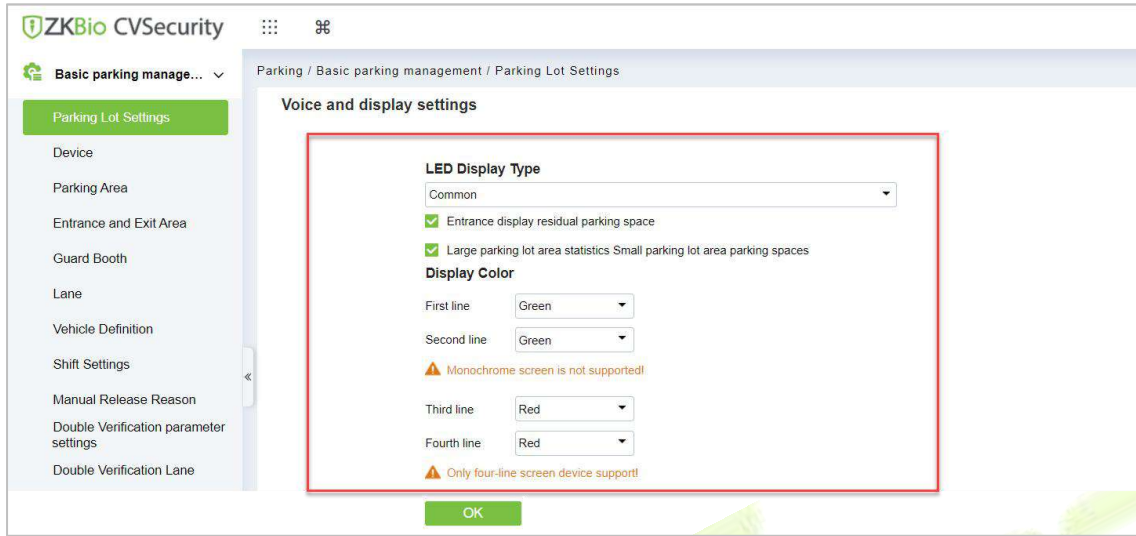 ZKBio CVSecurity
Basic parking manage...
Parking / Basic parking management / Parking Lot Settings
Parking Lot Settings
Device
Parking Area
Entrance and Exit Area
Guard Booth
Lane
Vehicle Definition
Shift Settings
Manual Release Reason
Double Verification parameter
settings
Double Verification Lane
Voice and display settings
LED Display Type
Common
Entrance display residual parking space
Large parking lot area statistics Small parking lot area parking spaces
Display Color
First line Green
Second line Green
Monochrome screen is not supported!
Third line Red
Fourth line Red
Only four-line screen device support!
OK